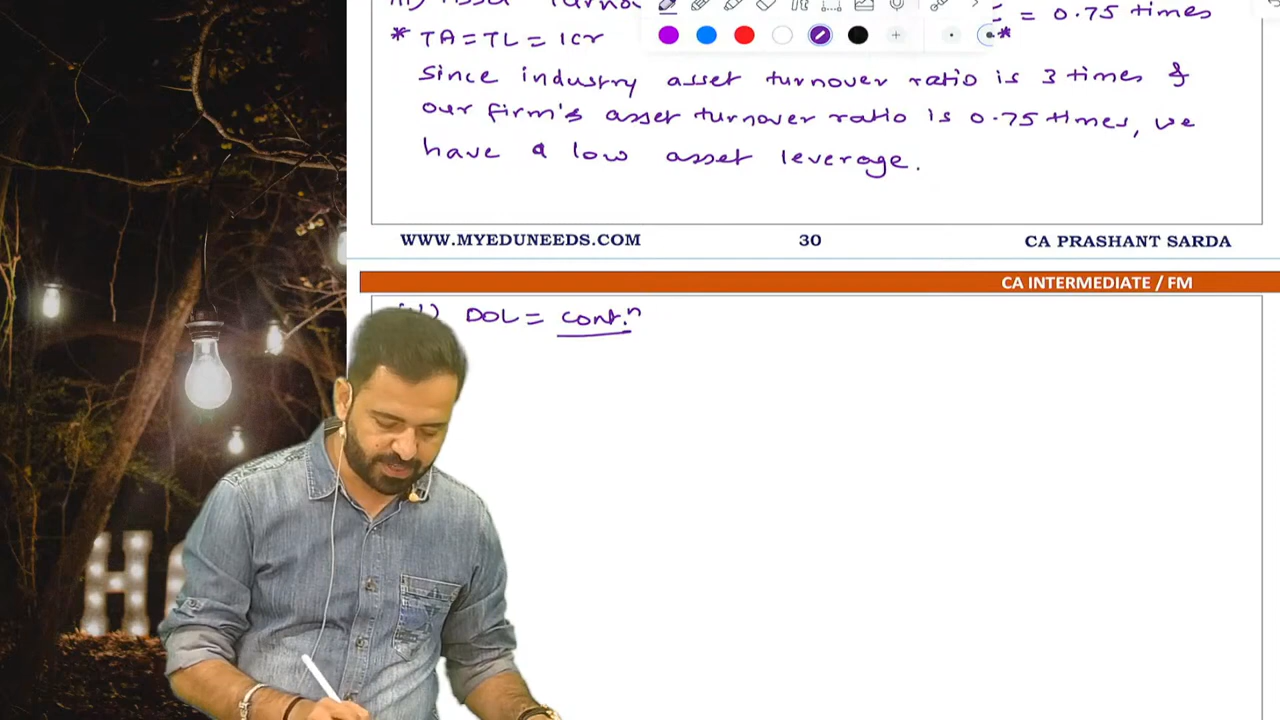 Asset
= 0.75 times
* TA = TL = 1cr
*
Since industry asset turnover ratio is 3 times &
our firm's asset turnover ratio is 0.75 times, we
have a low asset leverage.
WWW.MYEDUNEEDS.COM 30 CA PRASHANT SARDA
CA INTERMEDIATE / FM
DOL = cont.n
H